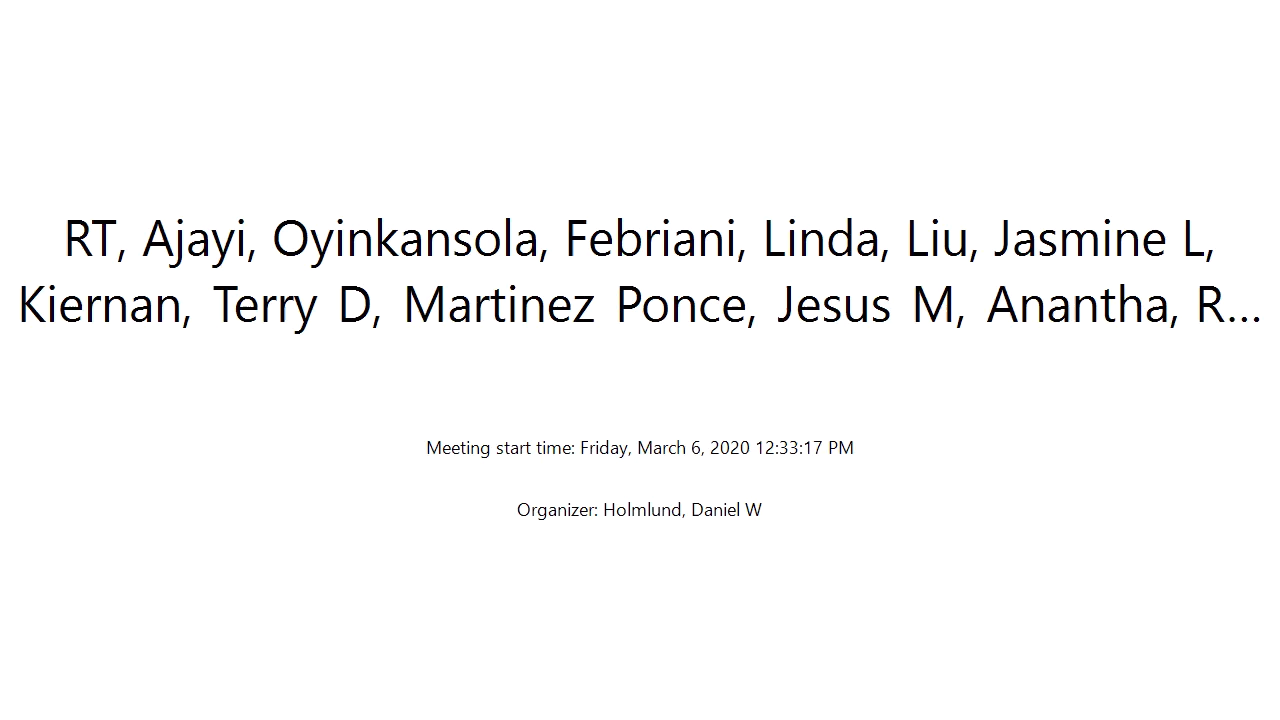 RT, Ajayi, Oyinkansola, Febriani, Linda, Liu, Jasmine L,
Kiernan, Terry D, Martinez Ponce, Jesus M, Anantha, R...
Meeting start time: Friday, March 6, 2020 12:33:17 PM
Organizer: Holmlund, Daniel W